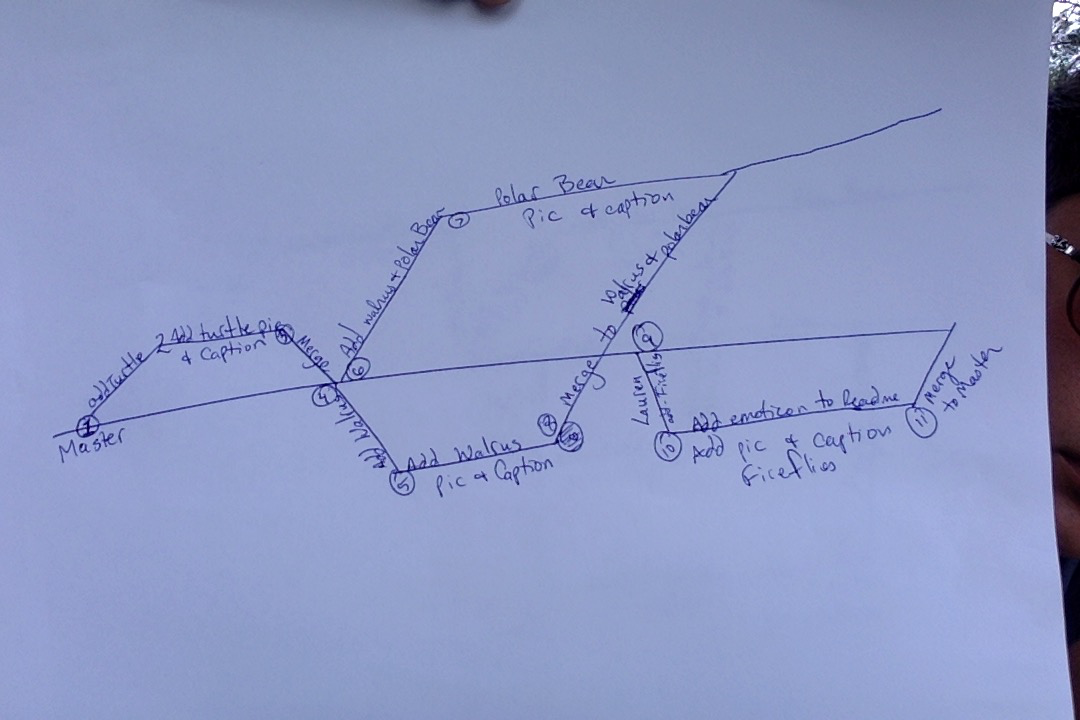 Polar Bear
Pic & caption
Add walrus & Polar Bear
7
Merge to walrus & polarbear
add Turtle
2 Add turtle pic
& Caption
3
Merge
6
1
Master
4
Add Walrus
5
Add Walrus
Pic & Caption
Lauren
add-Fireflies
10
Add emoticon to Readme
Add pic & caption
fireflies
11
Merge
to Master